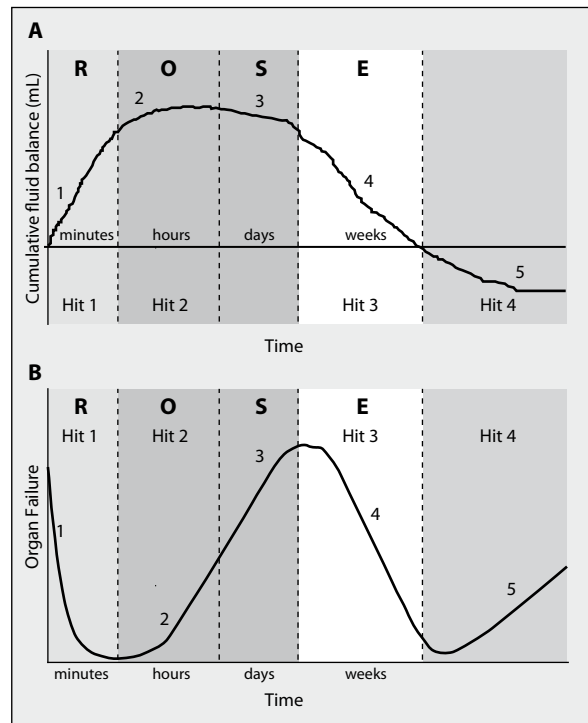 A
R O S E
Cumulative fluid balance (mL)
1
2
3
4
5
minutes hours days weeks
Hit 1 Hit 2 Hit 3 Hit 4
Time
B
R O S E
Hit 1 Hit 2 Hit 3 Hit 4
Organ Failure
1
2
3
4
5
minutes hours days weeks
Time